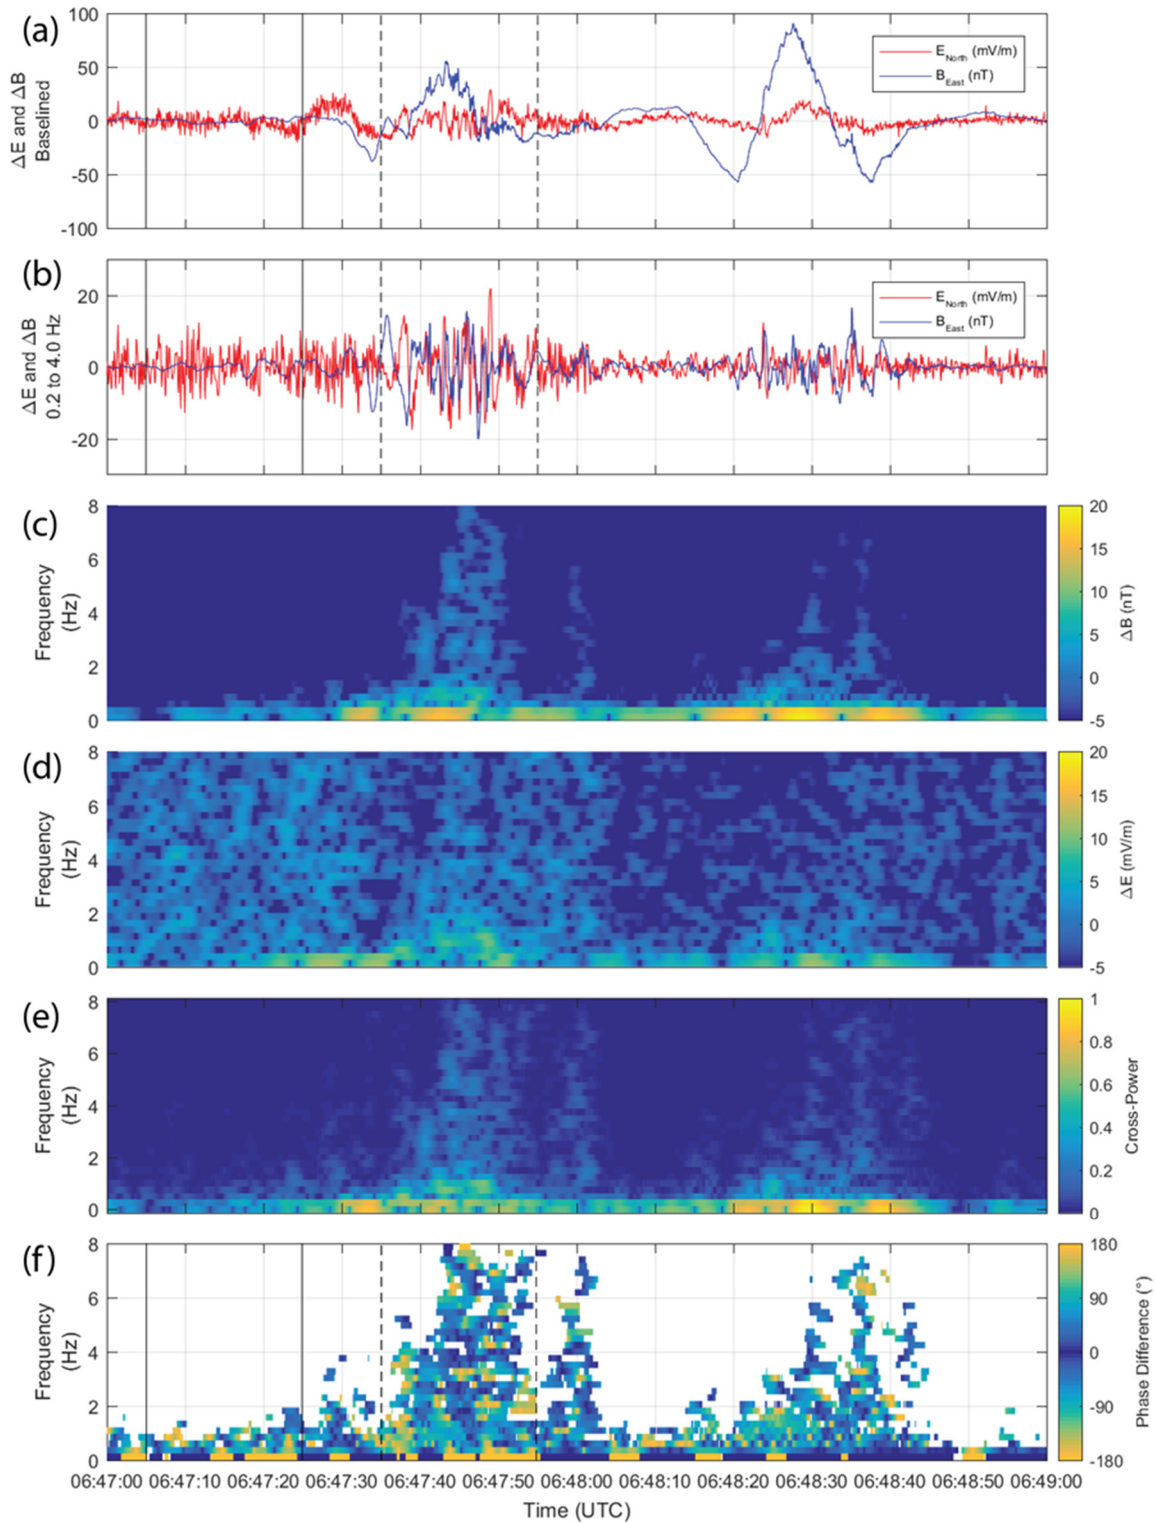 (a)
ΔE and ΔB
Baselined
100
50
0
-50
-100
E_North (mV/m)
B_East (nT)
(b)
ΔE and ΔB
0.2 to 4.0 Hz
20
0
-20
E_North (mV/m)
B_East (nT)
(c)
Frequency
(Hz)
8
6
4
2
0
20
15
10
5
0
-5
ΔB (nT)
(d)
Frequency
(Hz)
8
6
4
2
0
20
15
10
5
0
-5
ΔE (mV/m)
(e)
Frequency
(Hz)
8
6
4
2
0
1
0.8
0.6
0.4
0.2
0
Cross-Power
(f)
Frequency
(Hz)
8
6
4
2
0
180
90
0
-90
-180
Phase Difference (°)
06:47:00 06:47:10 06:47:20 06:47:30 06:47:40 06:47:50 06:48:00 06:48:10 06:48:20 06:48:30 06:48:40 06:48:50 06:49:00
Time (UTC)